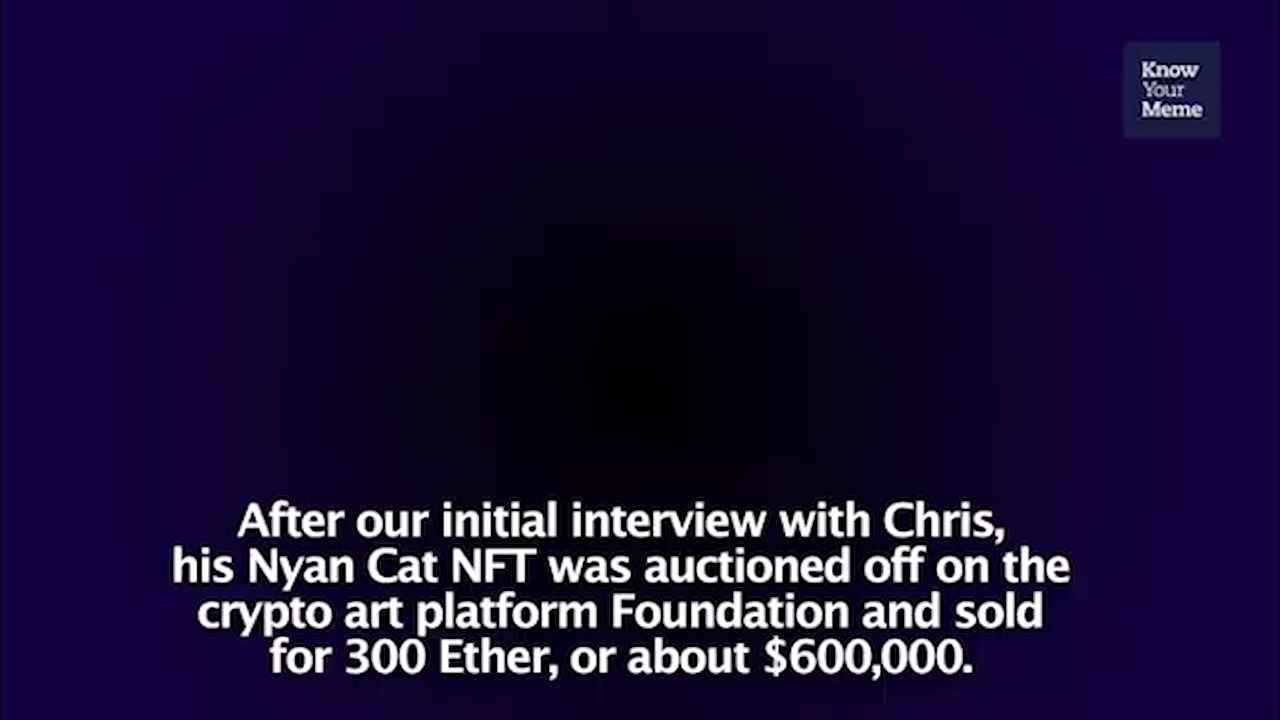 Know
Your
Meme
After our initial interview with Chris,
his Nyan Cat NFT was auctioned off on the
crypto art platform Foundation and sold
for 300 Ether, or about $600,000.